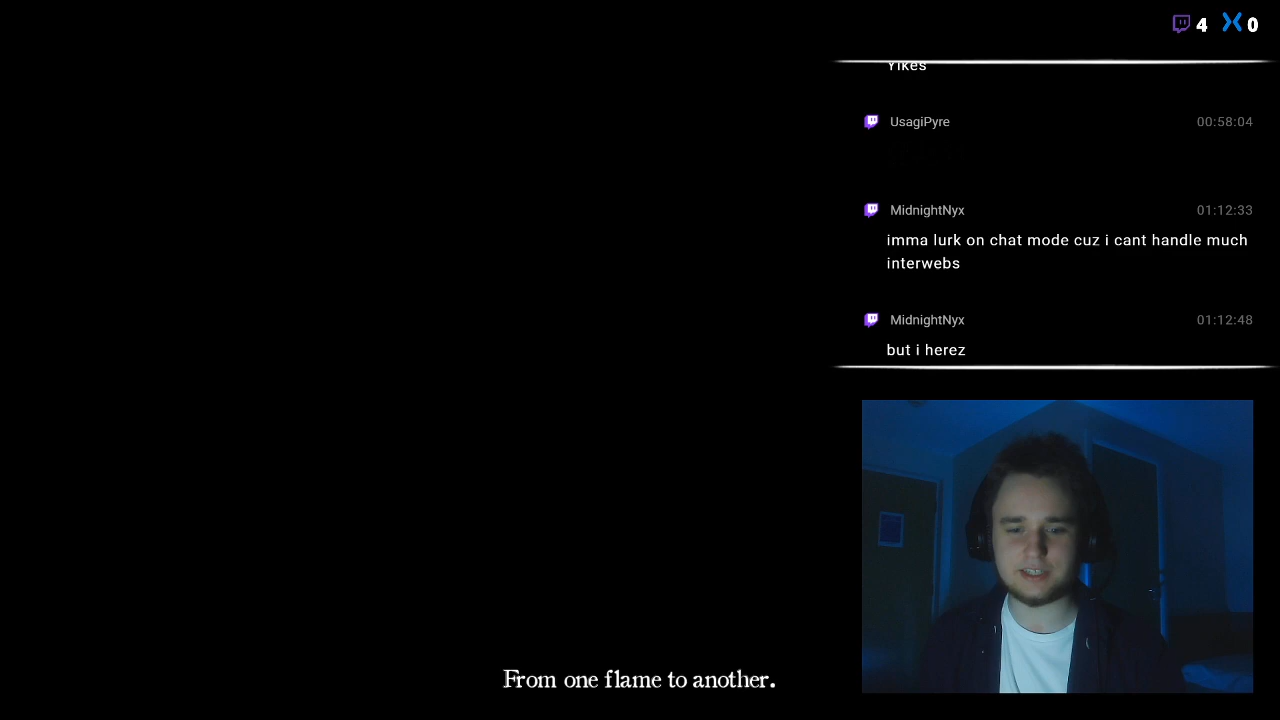 4 0
Yikes
UsagiPyre 00:58:04
MidnightNyx 01:12:33
imma lurk on chat mode cuz i cant handle much
interwebs
MidnightNyx 01:12:48
but i herez
From one flame to another.